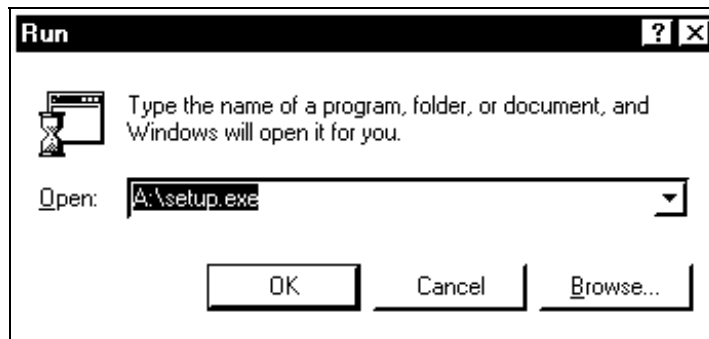 Run
Type the name of a program, folder, or document, and
Windows will open it for you.
Open: A:\setup.exe
OK Cancel Browse...